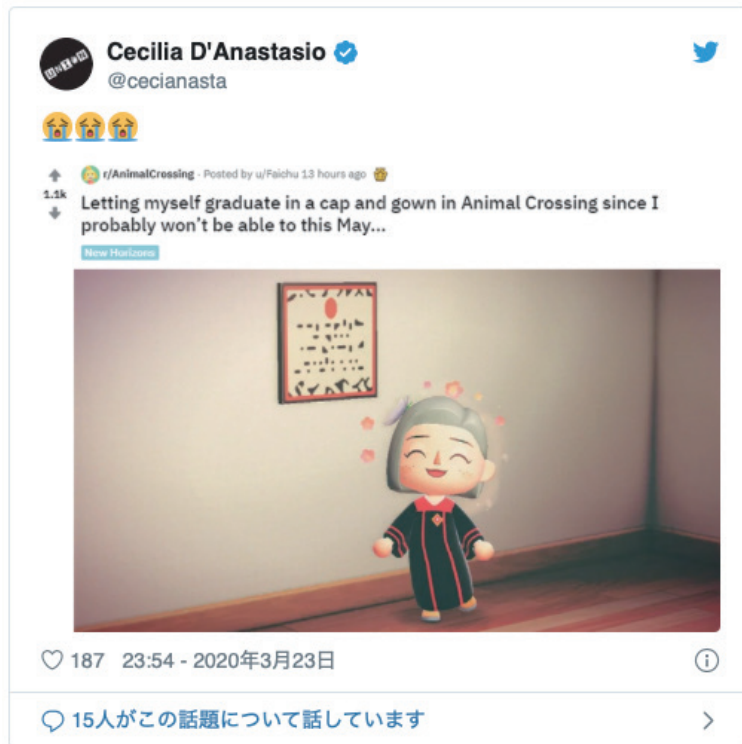 Cecilia D'Anastasio
@cecianasta
😭😭😭
r/AnimalCrossing · Posted by u/Faichu 13 hours ago
1.1k
Letting myself graduate in a cap and gown in Animal Crossing since I
probably won't be able to this May...
New Horizons
187 23:54 - 2020年3月23日
15人がこの話題について話しています